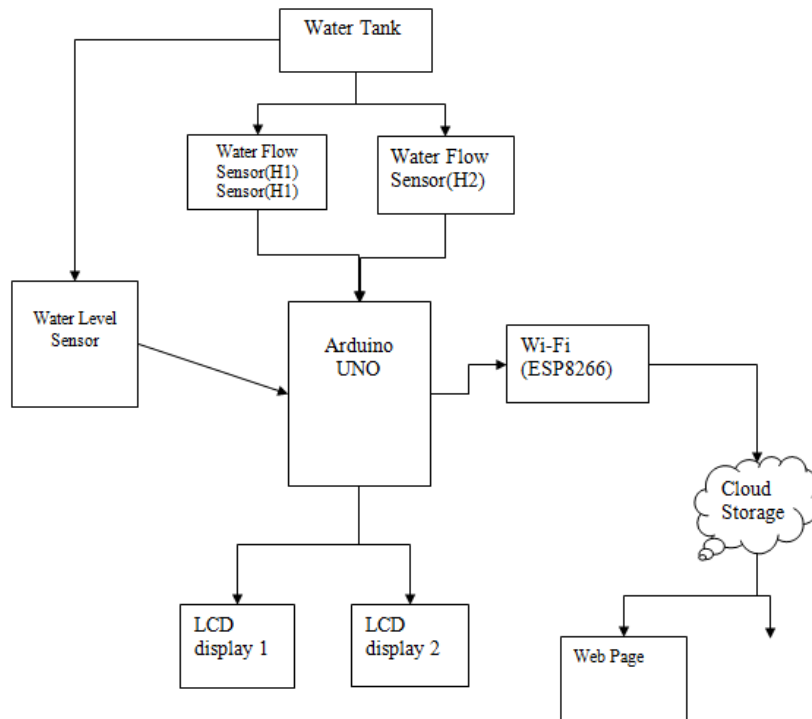 Water Tank
Water Flow
Sensor(H1)
Sensor(H1)
Water Flow
Sensor(H2)
Water Level
Sensor
Arduino
UNO
Wi-Fi
(ESP8266)
Cloud
Storage
LCD
display 1
LCD
display 2
Web Page